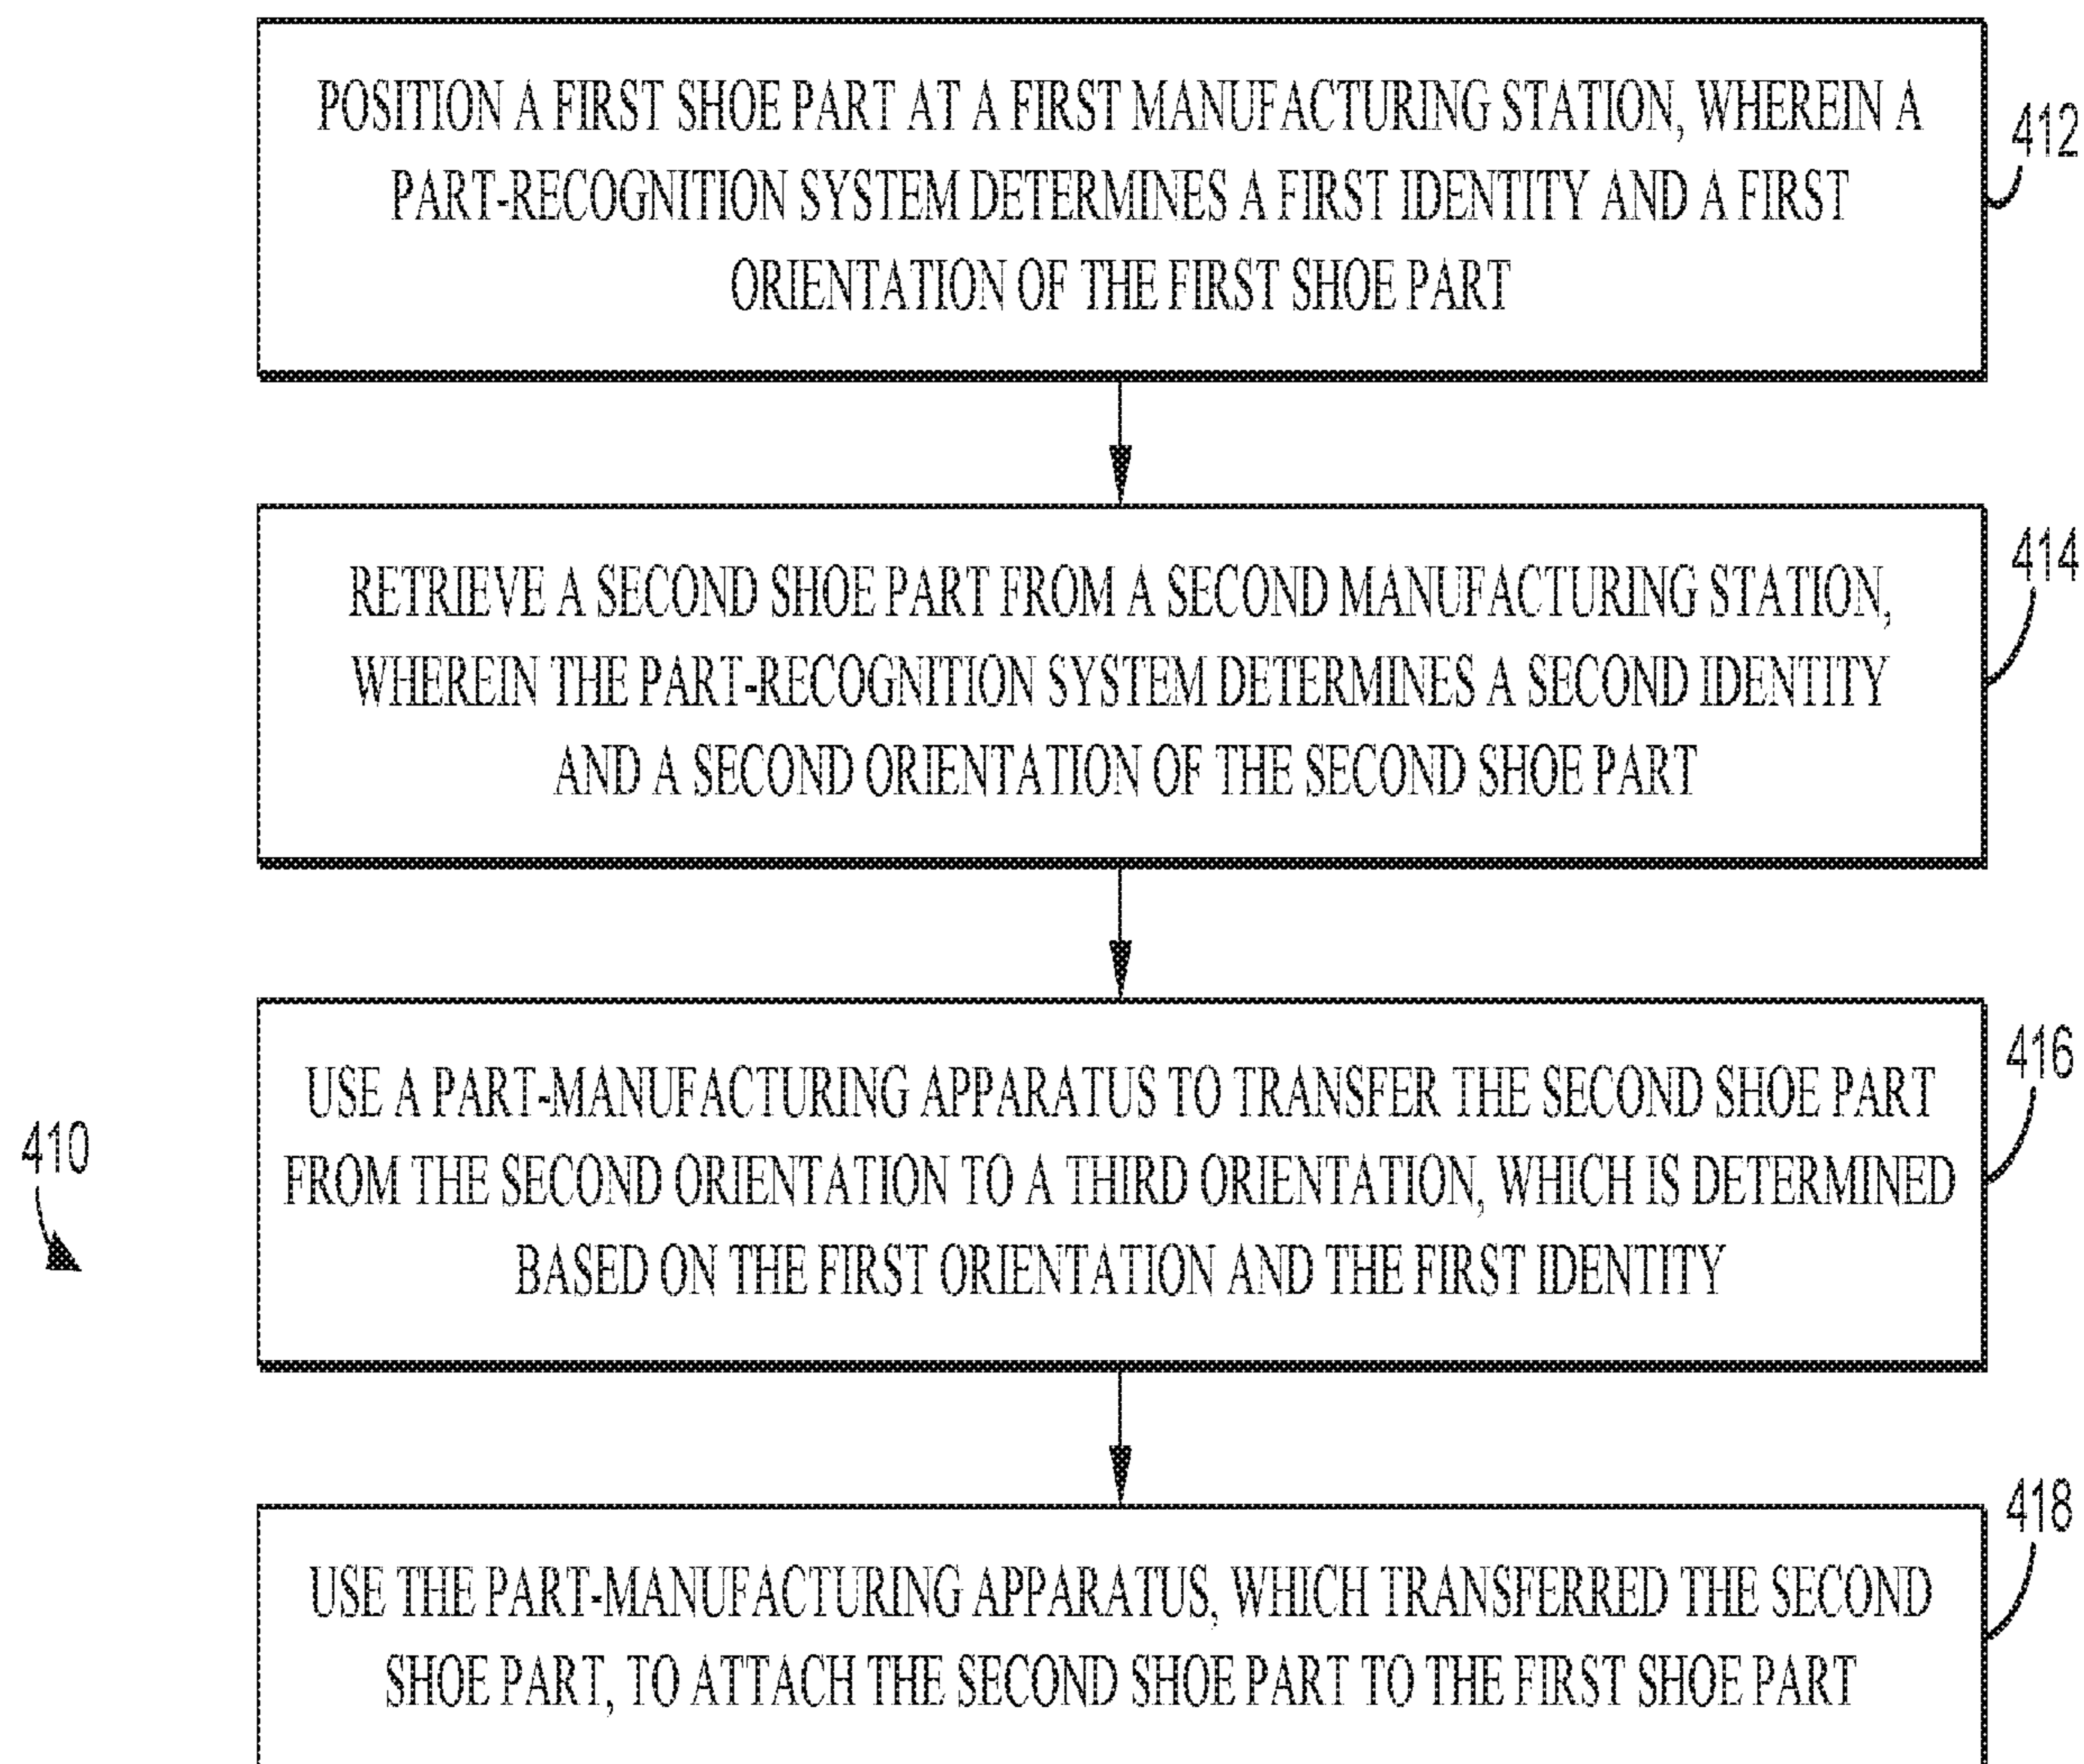 POSITION A FIRST SHOE PART AT A FIRST MANUFACTURING STATION, WHEREIN A
PART-RECOGNITION SYSTEM DETERMINES A FIRST IDENTITY AND A FIRST
ORIENTATION OF THE FIRST SHOE PART
412
RETRIEVE A SECOND SHOE PART FROM A SECOND MANUFACTURING STATION,
WHEREIN THE PART-RECOGNITION SYSTEM DETERMINES A SECOND IDENTITY
AND A SECOND ORIENTATION OF THE SECOND SHOE PART
414
USE A PART-MANUFACTURING APPARATUS TO TRANSFER THE SECOND SHOE PART
FROM THE SECOND ORIENTATION TO A THIRD ORIENTATION, WHICH IS DETERMINED
BASED ON THE FIRST ORIENTATION AND THE FIRST IDENTITY
416
410
USE THE PART-MANUFACTURING APPARATUS, WHICH TRANSFERRED THE SECOND
SHOE PART, TO ATTACH THE SECOND SHOE PART TO THE FIRST SHOE PART
418